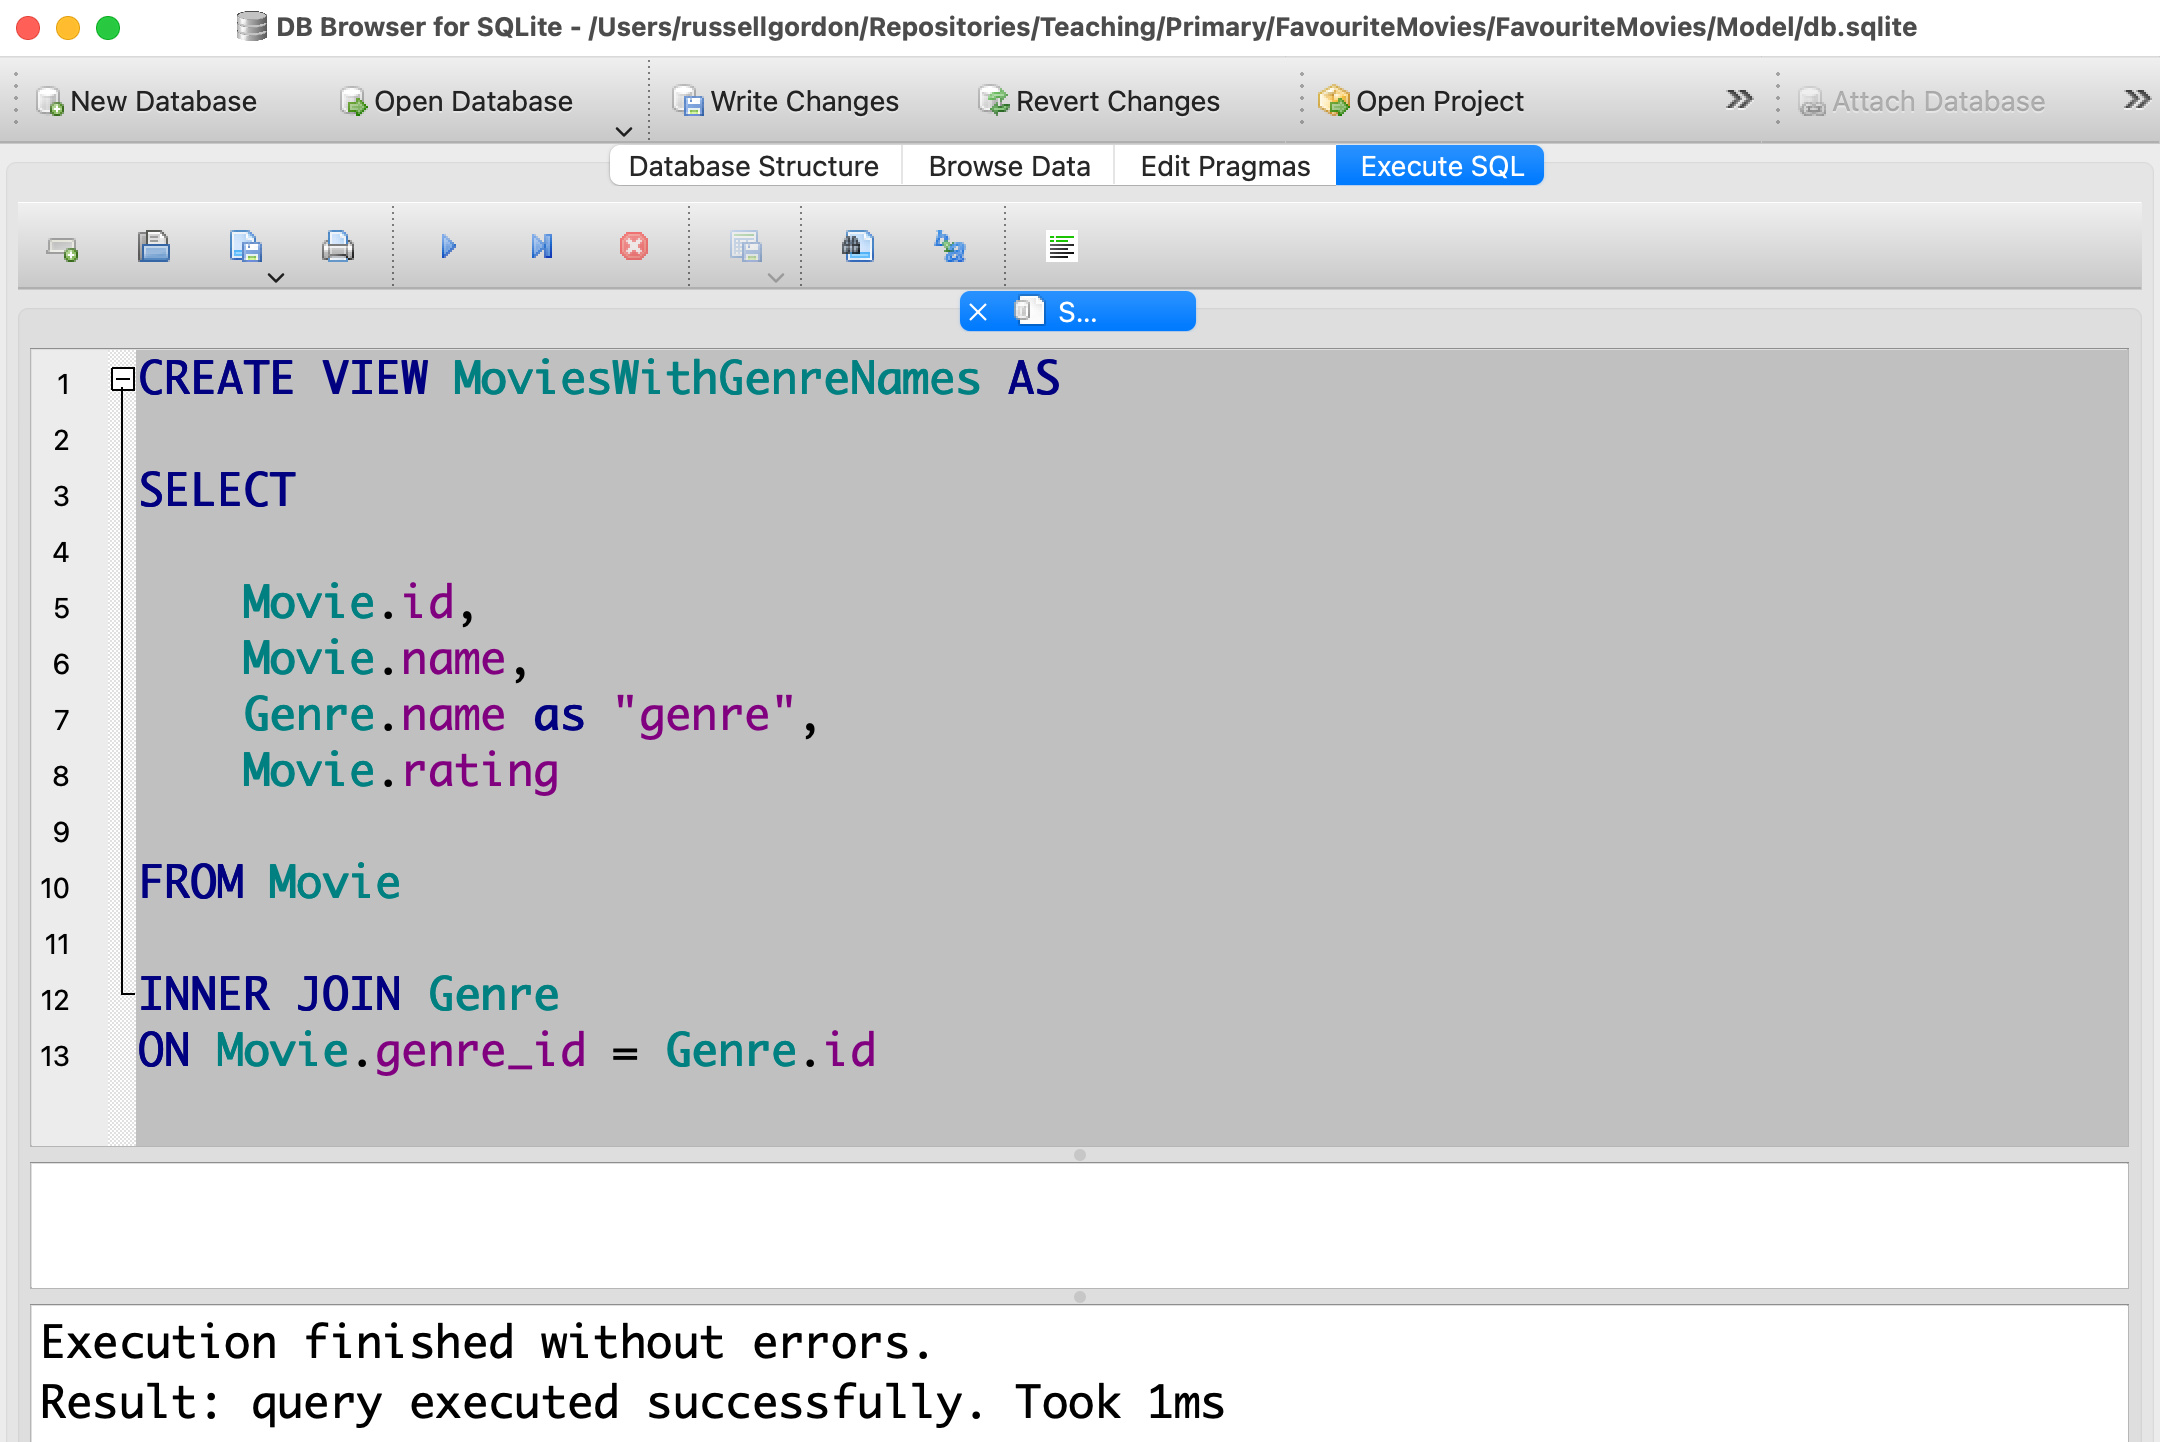 DB Browser for SQLite - /Users/russellgordon/Repositories/Teaching/Primary/FavouriteMovies/FavouriteMovies/Model/db.sqlite
New Database Open Database Write Changes Revert Changes Open Project Attach Database
Database Structure Browse Data Edit Pragmas Execute SQL
S...
1 CREATE VIEW MoviesWithGenreNames AS
2
3 SELECT
4
5 Movie.id,
6 Movie.name,
7 Genre.name as "genre",
8 Movie.rating
9
10 FROM Movie
11
12 INNER JOIN Genre
13 ON Movie.genre_id = Genre.id
Execution finished without errors.
Result: query executed successfully. Took 1ms